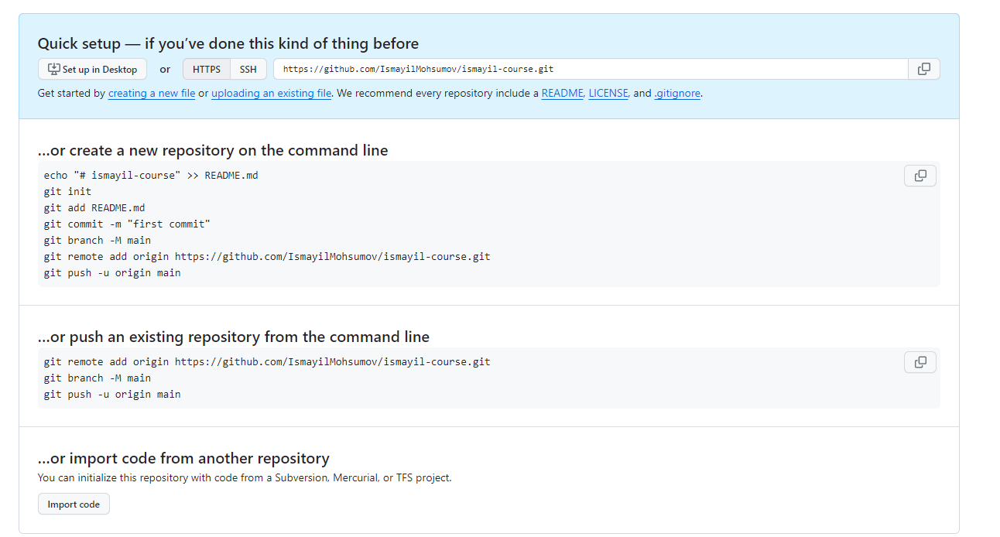 Quick setup — if you’ve done this kind of thing before
Set up in Desktop or HTTPS SSH https://github.com/IsmayilMohsumov/ismayil-course.git
Get started by creating a new file or uploading an existing file. We recommend every repository include a README, LICENSE, and .gitignore.
…or create a new repository on the command line
echo "# ismayil-course" >> README.md
git init
git add README.md
git commit -m "first commit"
git branch -M main
git remote add origin https://github.com/IsmayilMohsumov/ismayil-course.git
git push -u origin main
…or push an existing repository from the command line
git remote add origin https://github.com/IsmayilMohsumov/ismayil-course.git
git branch -M main
git push -u origin main
…or import code from another repository
You can initialize this repository with code from a Subversion, Mercurial, or TFS project.
Import code